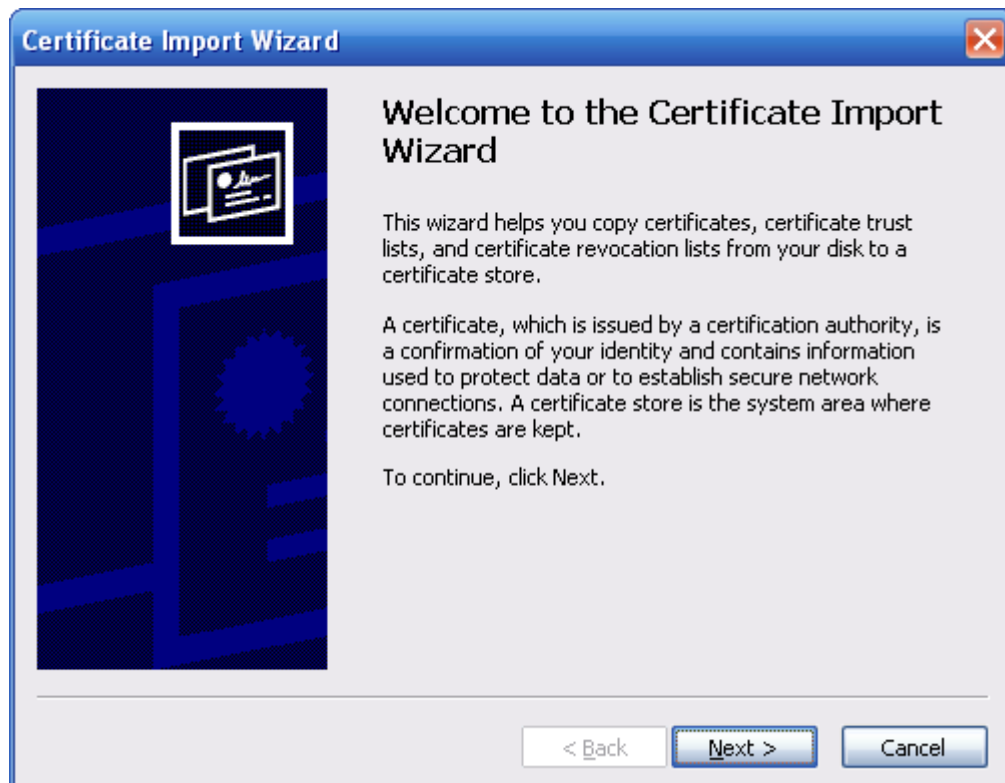 Certificate Import Wizard
Welcome to the Certificate Import
Wizard
This wizard helps you copy certificates, certificate trust
lists, and certificate revocation lists from your disk to a
certificate store.
A certificate, which is issued by a certification authority, is
a confirmation of your identity and contains information
used to protect data or to establish secure network
connections. A certificate store is the system area where
certificates are kept.
To continue, click Next.
< Back Next > Cancel